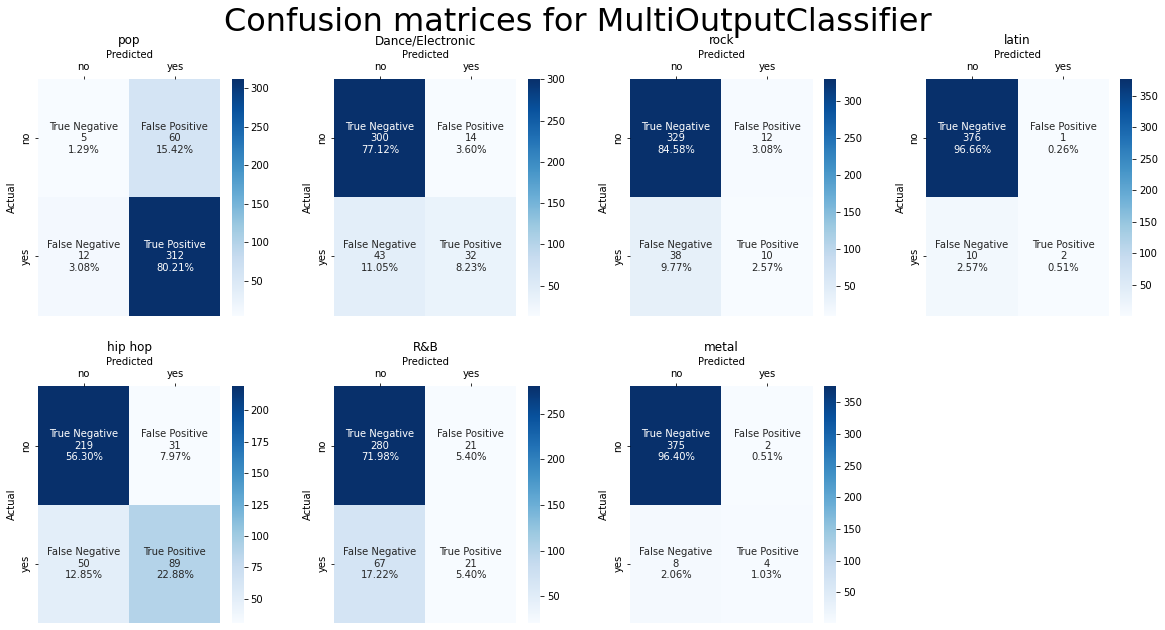 Confusion matrices for MultiOutputClassifier
pop
Predicted
no yes
Actual
no
yes
True Negative
5
1.29%
False Positive
60
15.42%
False Negative
12
3.08%
True Positive
312
80.21%
300
250
200
150
100
50
Dance/Electronic
Predicted
no yes
Actual
no
yes
True Negative
300
77.12%
False Positive
14
3.60%
False Negative
43
11.05%
True Positive
32
8.23%
300
250
200
150
100
50
rock
Predicted
no yes
Actual
no
yes
True Negative
329
84.58%
False Positive
12
3.08%
False Negative
38
9.77%
True Positive
10
2.57%
300
250
200
150
100
50
latin
Predicted
no yes
Actual
no
yes
True Negative
376
96.66%
False Positive
1
0.26%
False Negative
10
2.57%
True Positive
2
0.51%
350
300
250
200
150
100
50
hip hop
Predicted
no yes
Actual
no
yes
True Negative
219
56.30%
False Positive
31
7.97%
False Negative
50
12.85%
True Positive
89
22.88%
200
175
150
125
100
75
50
R&B
Predicted
no yes
Actual
no
yes
True Negative
280
71.98%
False Positive
21
5.40%
False Negative
67
17.22%
True Positive
21
5.40%
250
200
150
100
50
metal
Predicted
no yes
Actual
no
yes
True Negative
375
96.40%
False Positive
2
0.51%
False Negative
8
2.06%
True Positive
4
1.03%
350
300
250
200
150
100
50